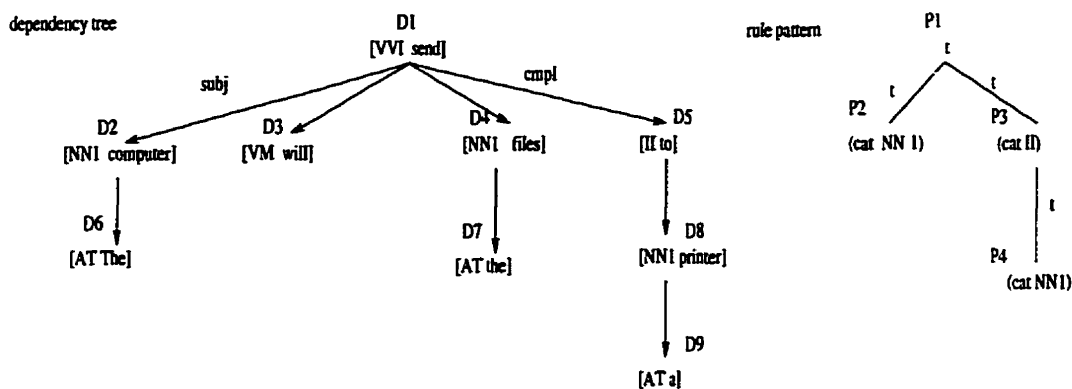 dependency tree
D1
[VVI send]
subj
cmpl
D2
[NN1 computer]
D3
[VM will]
D4
[NN1 files]
D5
[II to]
D6
[AT The]
D7
[AT the]
D8
[NN1 printer]
D9
[AT a]
rule pattern
P1
t
t
t
P2
(cat NN 1)
P3
(cat II)
t
P4
(cat NN1)